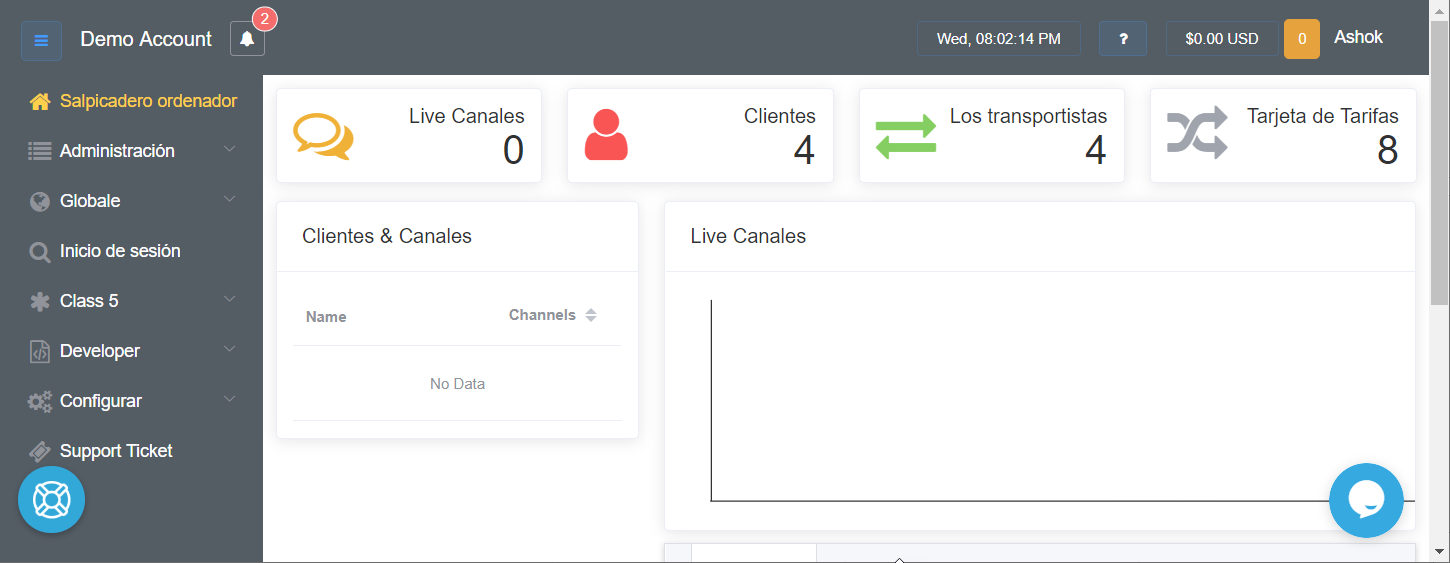 Demo Account
2
Wed, 08:02:14 PM
?
$0.00 USD
0
Ashok
Salpicadero ordenador
Administración
Globale
Inicio de sesión
Class 5
Developer
Configurar
Support Ticket
Live Canales
0
Clientes
4
Los transportistas
4
Tarjeta de Tarifas
8
Clientes & Canales
Name
Channels
No Data
Live Canales